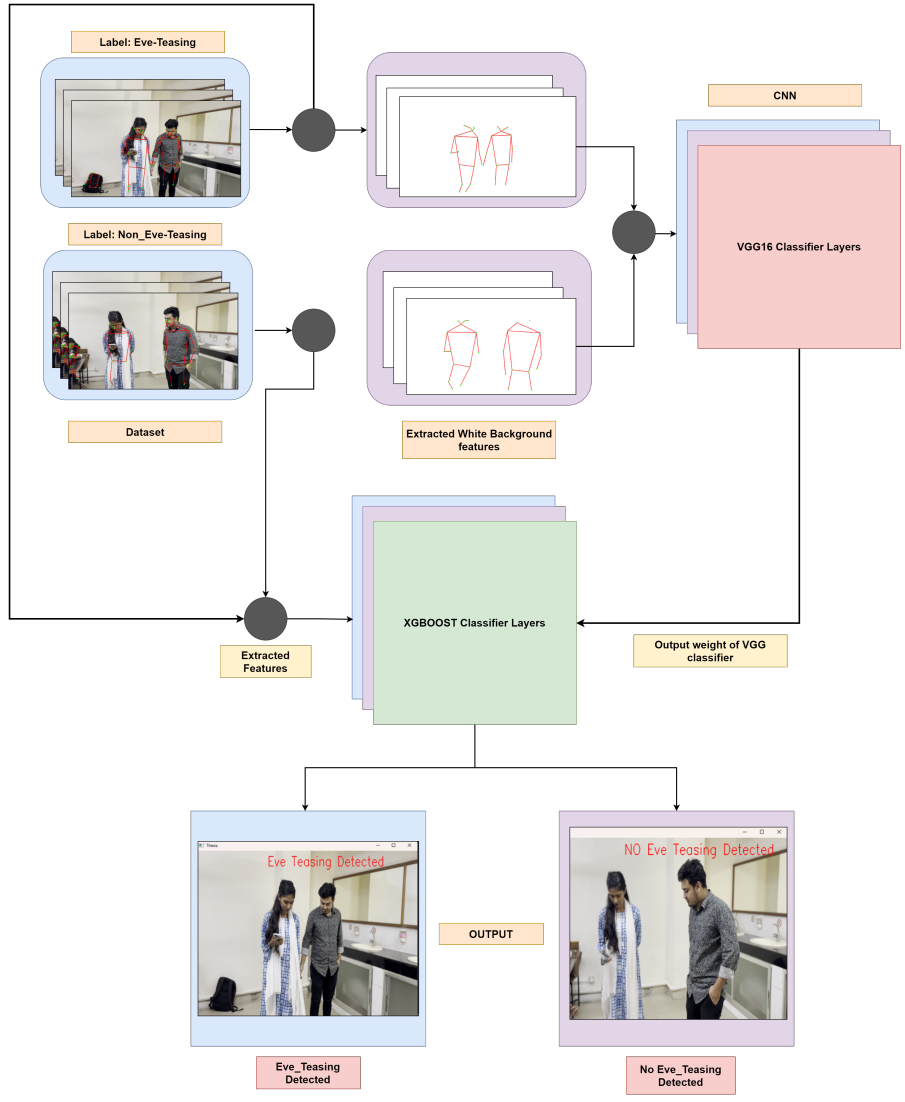 Label: Eve-Teasing
CNN
VGG16 Classifier Layers
Label: Non_Eve-Teasing
Dataset
Extracted White Background
features
XGBOOST Classifier Layers
Extracted
Features
Output weight of VGG
classifier
Thesis
Eve Teasing Detected
NO Eve Teasing Detected
OUTPUT
Eve_Teasing
Detected
No Eve_Teasing
Detected